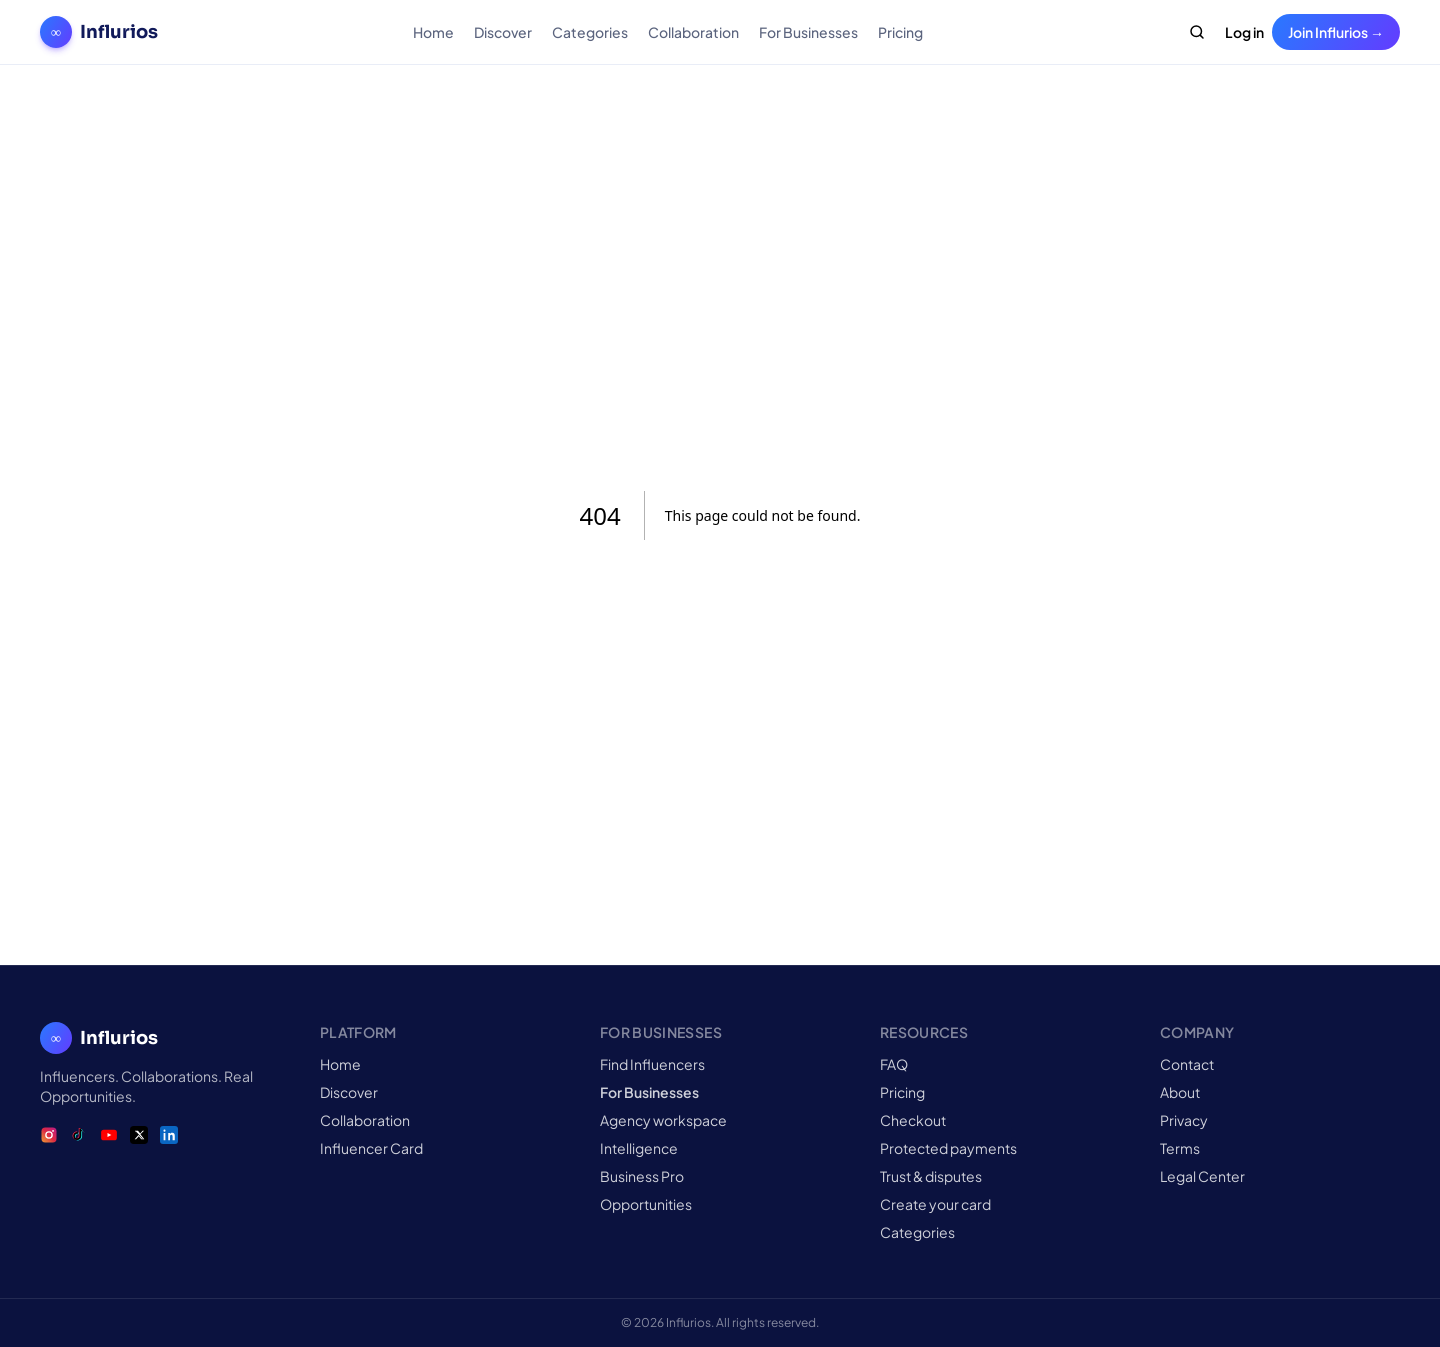 ∞ Influrios
Home Discover Categories Collaboration For Businesses Pricing
Log in Join Influrios →
404 This page could not be found.
∞ Influrios
Influencers. Collaborations. Real
Opportunities.
PLATFORM
Home
Discover
Collaboration
Influencer Card
FOR BUSINESSES
Find Influencers
For Businesses
Agency workspace
Intelligence
Business Pro
Opportunities
RESOURCES
FAQ
Pricing
Checkout
Protected payments
Trust & disputes
Create your card
Categories
COMPANY
Contact
About
Privacy
Terms
Legal Center
© 2026 Influrios. All rights reserved.